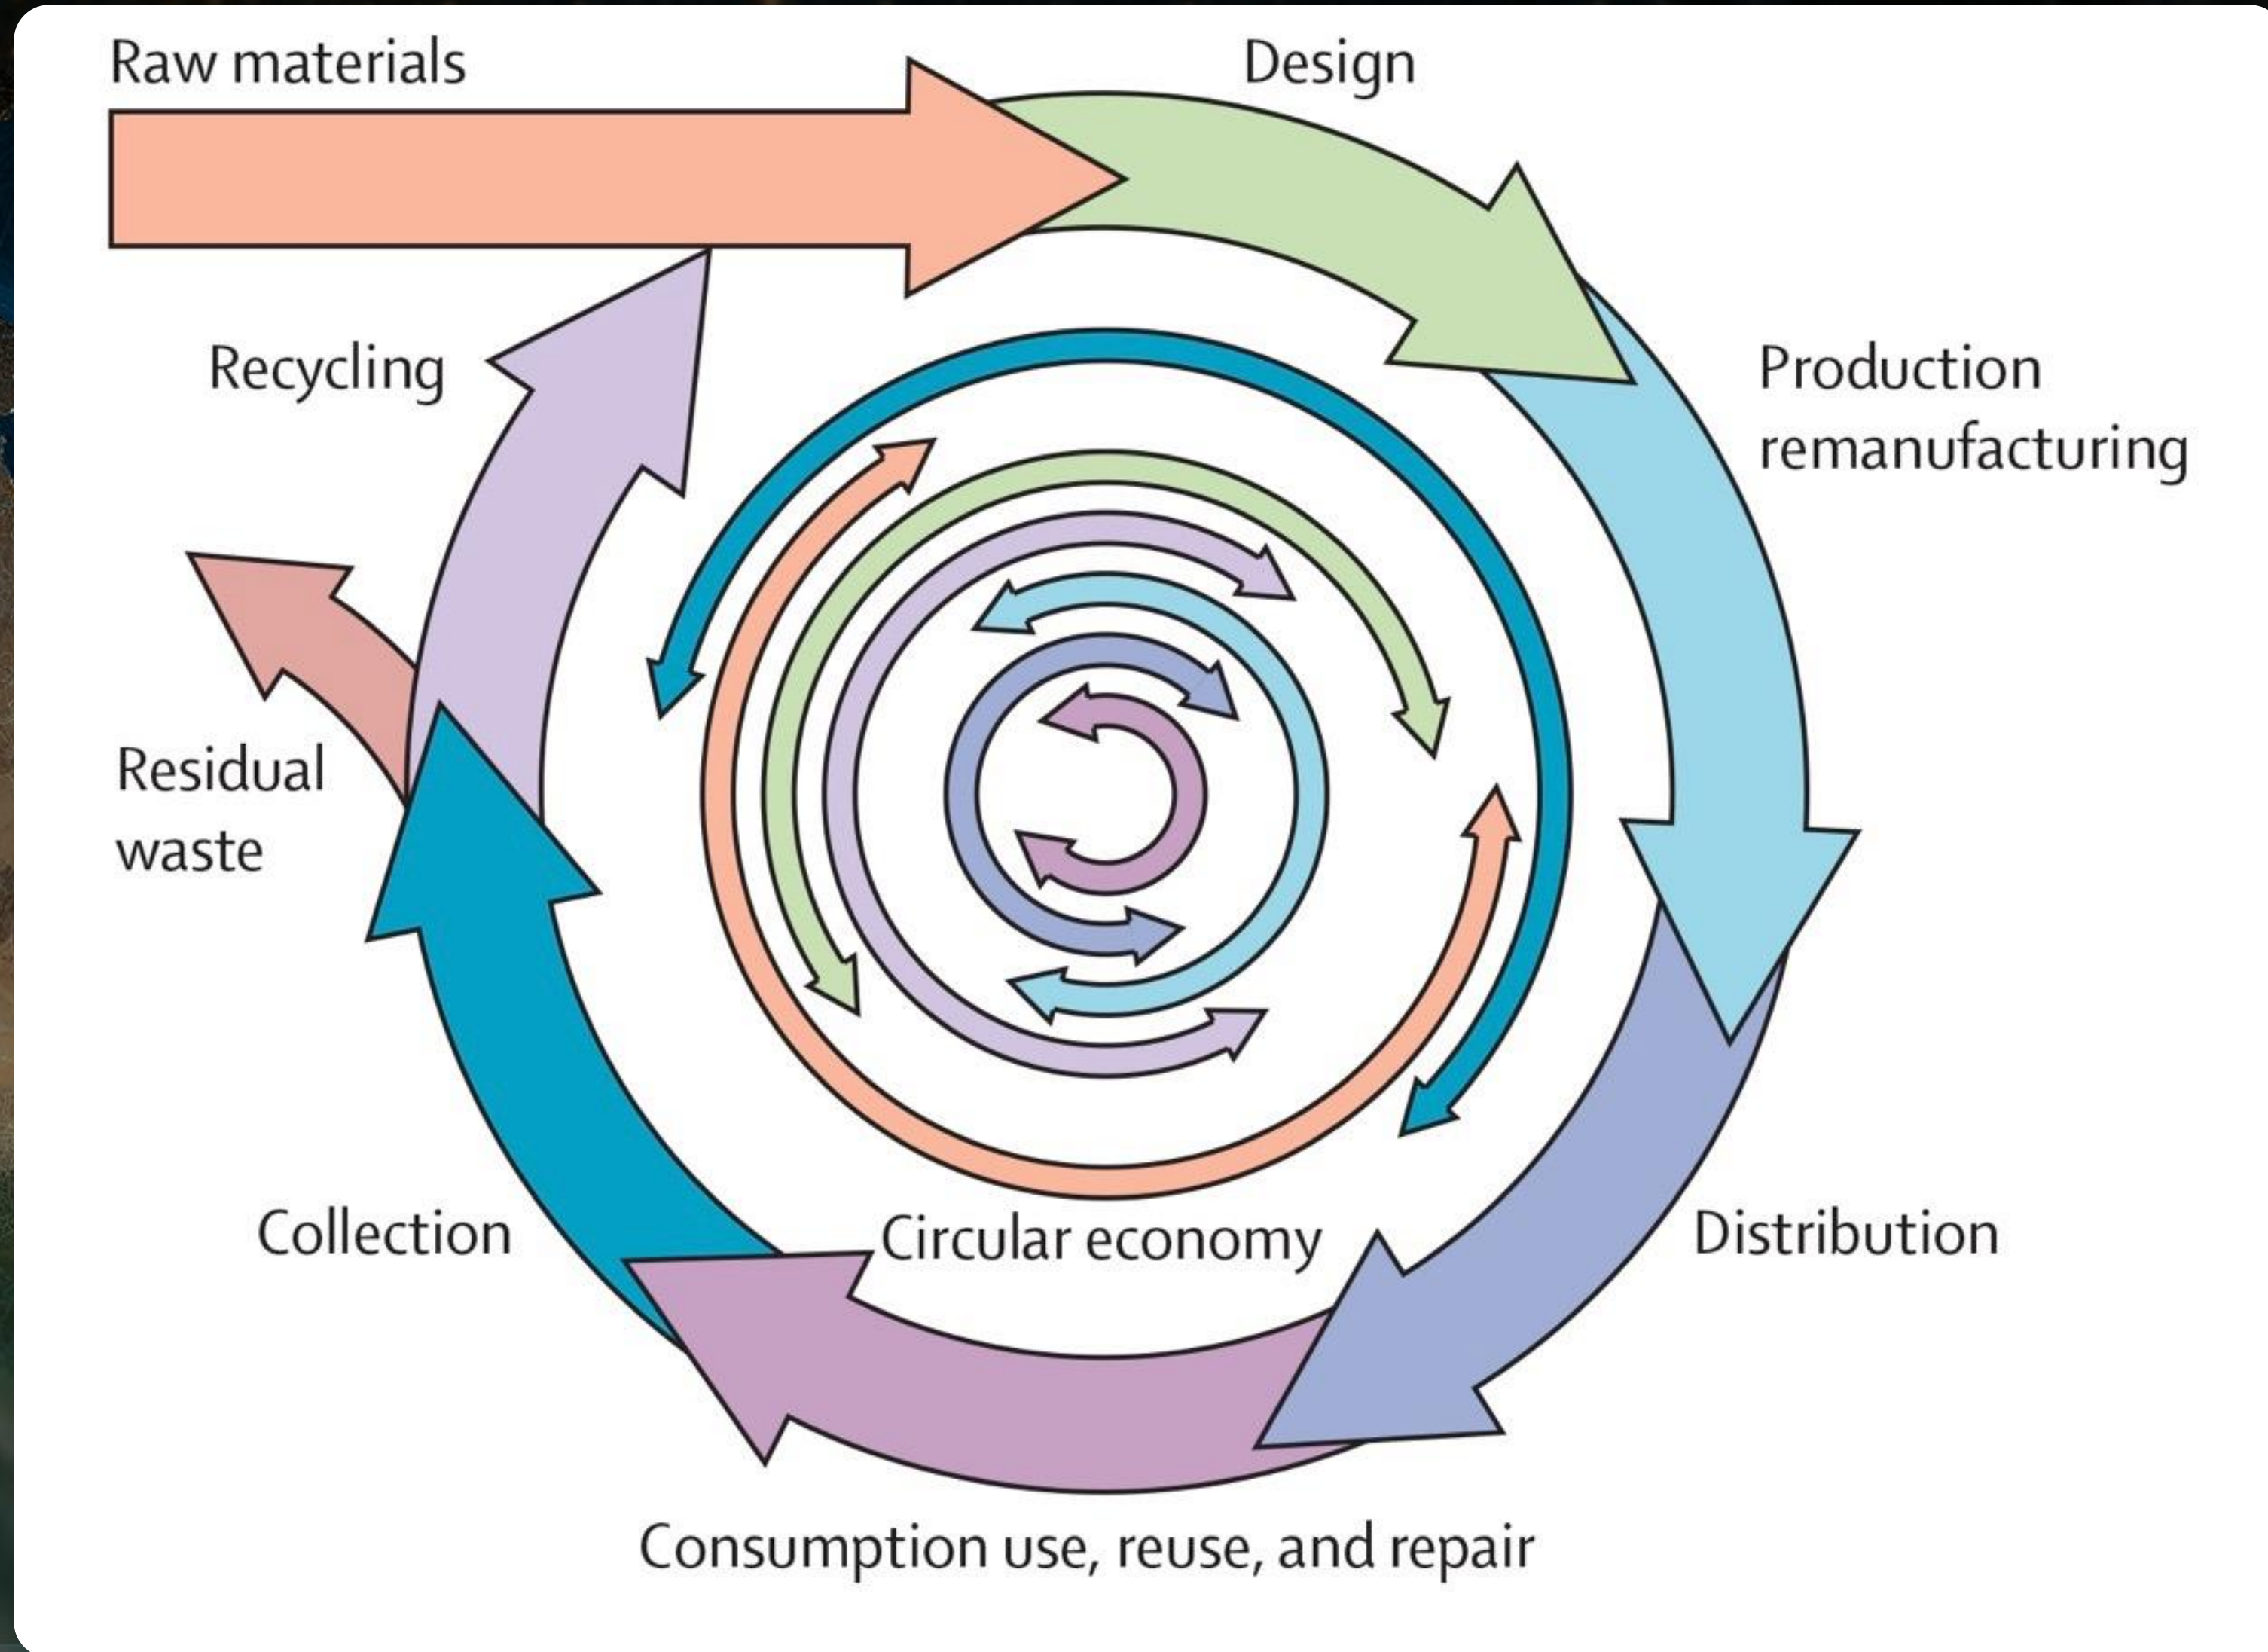 Raw materials
Design
Recycling
Production
remanufacturing
Residual
waste
Collection
Circular economy
Distribution
Consumption use, reuse, and repair